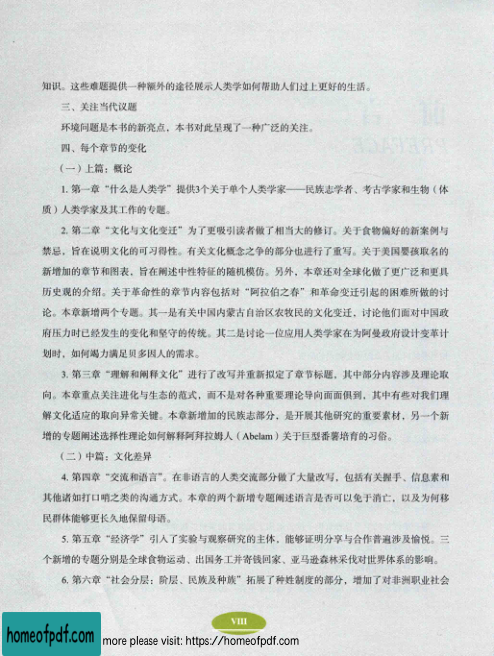 知识。这些难题提供一种额外的途径展示人类学如何帮助人们过上更好的生活。
三、关注当代议题
环境问题是本书的新亮点，本书对此呈现了一种广泛的关注。
四、每个章节的变化
（一）上篇：概论
1. 第一章“什么是人类学”提供3个关于单个人类学家——民族志学者、考古学家和生物（体
质）人类学家及其工作的专题。
2. 第二章“文化与文化变迁”为了更吸引读者做了相当大的修订。关于食物偏好的新案例与
禁忌，旨在说明文化的可习得性。有关文化概念之争的部分也进行了重写。关于美国婴孩取名的
新增加的章节和图表，旨在阐述中性特征的随机模仿。另外，本章还对全球化做了更广泛和更具
历史观的介绍。关于革命性的章节内容包括对“阿拉伯之春”和革命变迁引起的困难所做的讨
论。本章新增两个专题。其一是有关中国内蒙古自治区农牧民的文化变迁，讨论他们面对中国政
府压力时已经发生的变化和坚守的传统。其二是讨论一位应用人类学家在为阿曼政府设计变革计
划时，如何竭力满足贝多因人的需求。
3. 第三章“理解和阐释文化”进行了改写并重新拟定了章节标题，其中部分内容涉及理论取
向。本章重点关注进化与生态的范式，而不是对各种重要理论导向面面俱到，其中有些对我们理
解文化适应的取向异常关键。本章新增加的民族志部分，是开展其他研究的重要素材，另一个新
增的专题阐述选择性理论如何解释阿拜拉姆人（Abelam）关于巨型番薯培育的习俗。
（二）中篇：文化差异
4. 第四章“交流和语言”。在非语言的人类交流部分做了大量改写，包括有关握手、信息素和
其他诸如打口哨之类的沟通方式。本章的两个新增专题阐述语言是否可以免于消亡，以及为何移
民群体能够更长久地保留母语。
5. 第五章“经济学”引入了实验与观察研究的主体，能够证明分享与合作普遍涉及愉悦。三
个新增的专题分别是全球食物运动、出国务工并寄钱回家、亚马逊森林采伐对世界体系的影响。
6. 第六章“社会分层：阶层、民族及种族”拓展了种姓制度的部分，增加了对非洲职业社会
VIII
homeofpdf.com
more please visit: https://homeofpdf.com